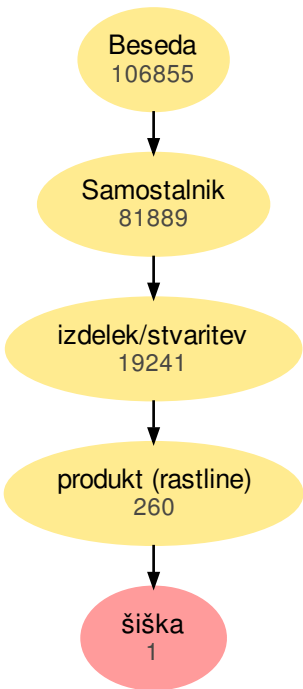 Beseda
106855
Samostalnik
81889
izdelek/stvaritev
19241
produkt (rastline)
260
šiška
1